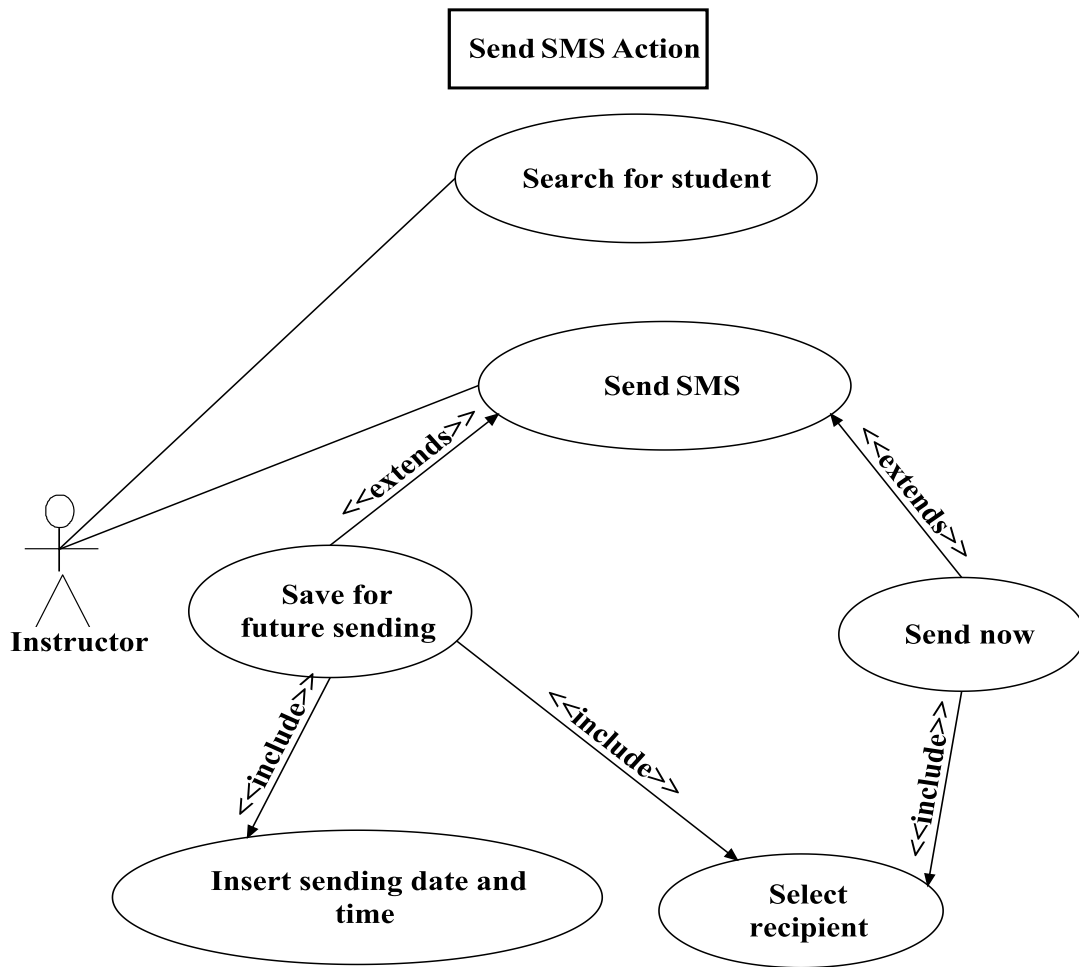 Send SMS Action
Search for student
Send SMS
<<extends>>
<<extends>>
Save for
future sending
Send now
Instructor
<<include>>
<<include>>
<<include>>
Insert sending date and
time
Select
recipient